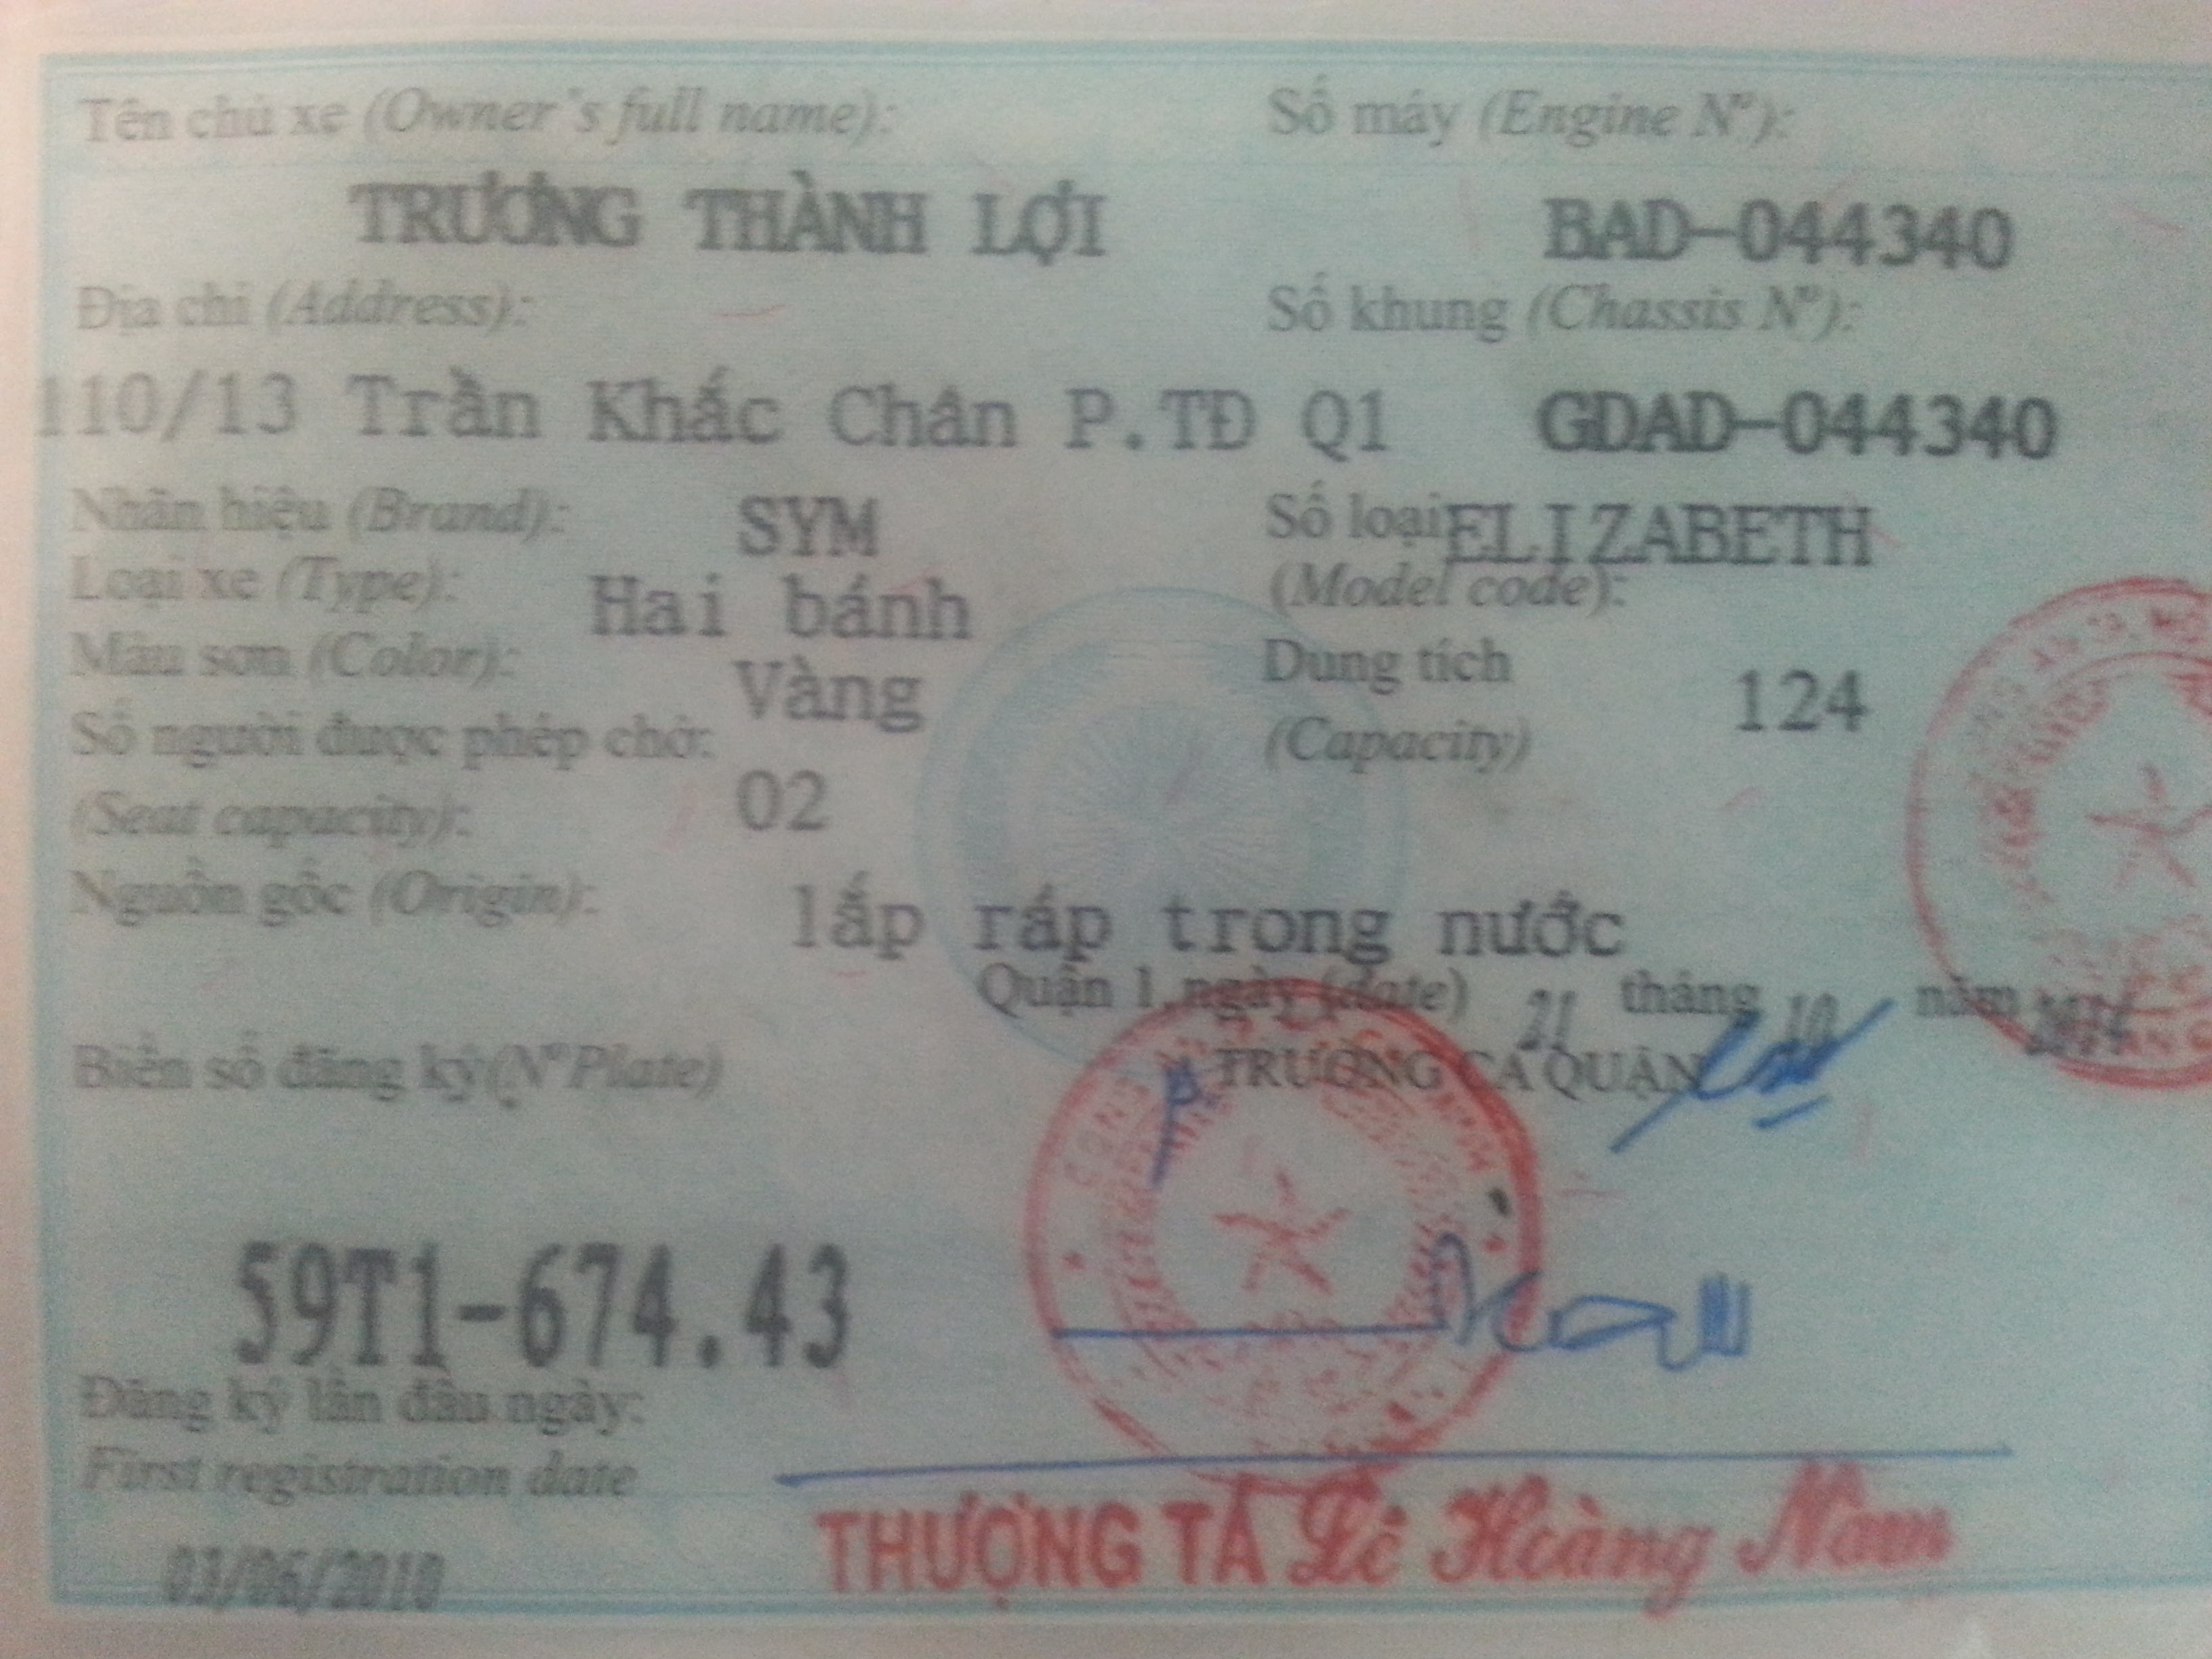 Tên chủ xe (Owner's full name):
TRƯƠNG THÀNH LỢI
Số máy (Engine Nº):
BAD-044340
Địa chỉ (Address):
110/13 Trần Khắc Chân P.TĐ Q1
Số khung (Chassis Nº):
GDAD-044340
Nhãn hiệu (Brand): SYM
Số loại ELIZABETH
(Model code):
Loại xe (Type): Hai bánh
Màu sơn (Color): Vàng
Dung tích 124
(Capacity)
Số người được phép chở:
(Seat capacity): 02
Nguồn gốc (Origin): lắp ráp trong nước
Quận 1, ngày (date) 21 tháng 10 năm
TRƯỞNG CA QUẬN
Biển số đăng ký (Nº Plate)
59T1-674.43
Đăng ký lần đầu ngày:
First registration date
03/06/2010
THƯỢNG TÁ Lê Hoàng Nam